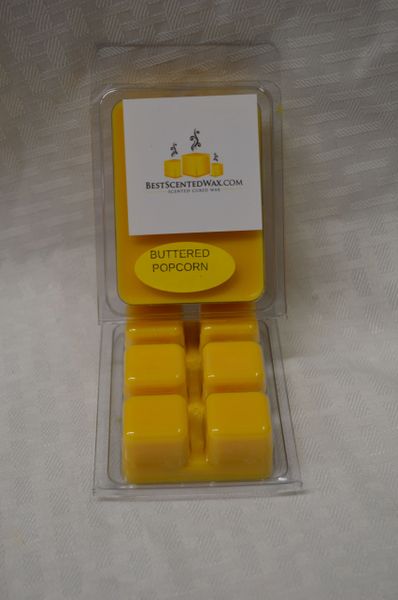 BESTSCENTEDWAX.COM
SCENTED CUBED WAX
BUTTERED
POPCORN